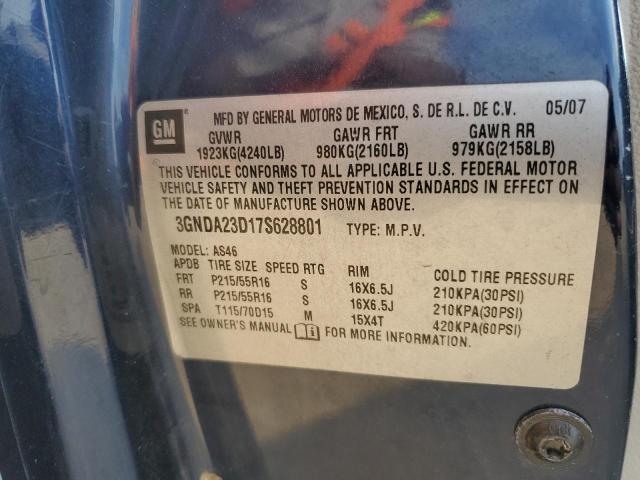 GM
MFD BY GENERAL MOTORS DE MEXICO, S. DE R.L. DE C.V. 05/07
GVWR GAWR FRT GAWR RR
1923KG(4240LB) 980KG(2160LB) 979KG(2158LB)
THIS VEHICLE CONFORMS TO ALL APPLICABLE U.S. FEDERAL MOTOR
VEHICLE SAFETY AND THEFT PREVENTION STANDARDS IN EFFECT ON
THE DATE OF MANUFACTURE SHOWN ABOVE.
3GNDA23D17S628801 TYPE: M.P.V.
MODEL: AS46
APDB TIRE SIZE SPEED RTG RIM COLD TIRE PRESSURE
FRT P215/55R16 S 16X6.5J 210KPA(30PSI)
RR P215/55R16 S 16X6.5J 210KPA(30PSI)
SPA T115/70D15 M 15X4T 420KPA(60PSI)
SEE OWNER'S MANUAL FOR MORE INFORMATION.